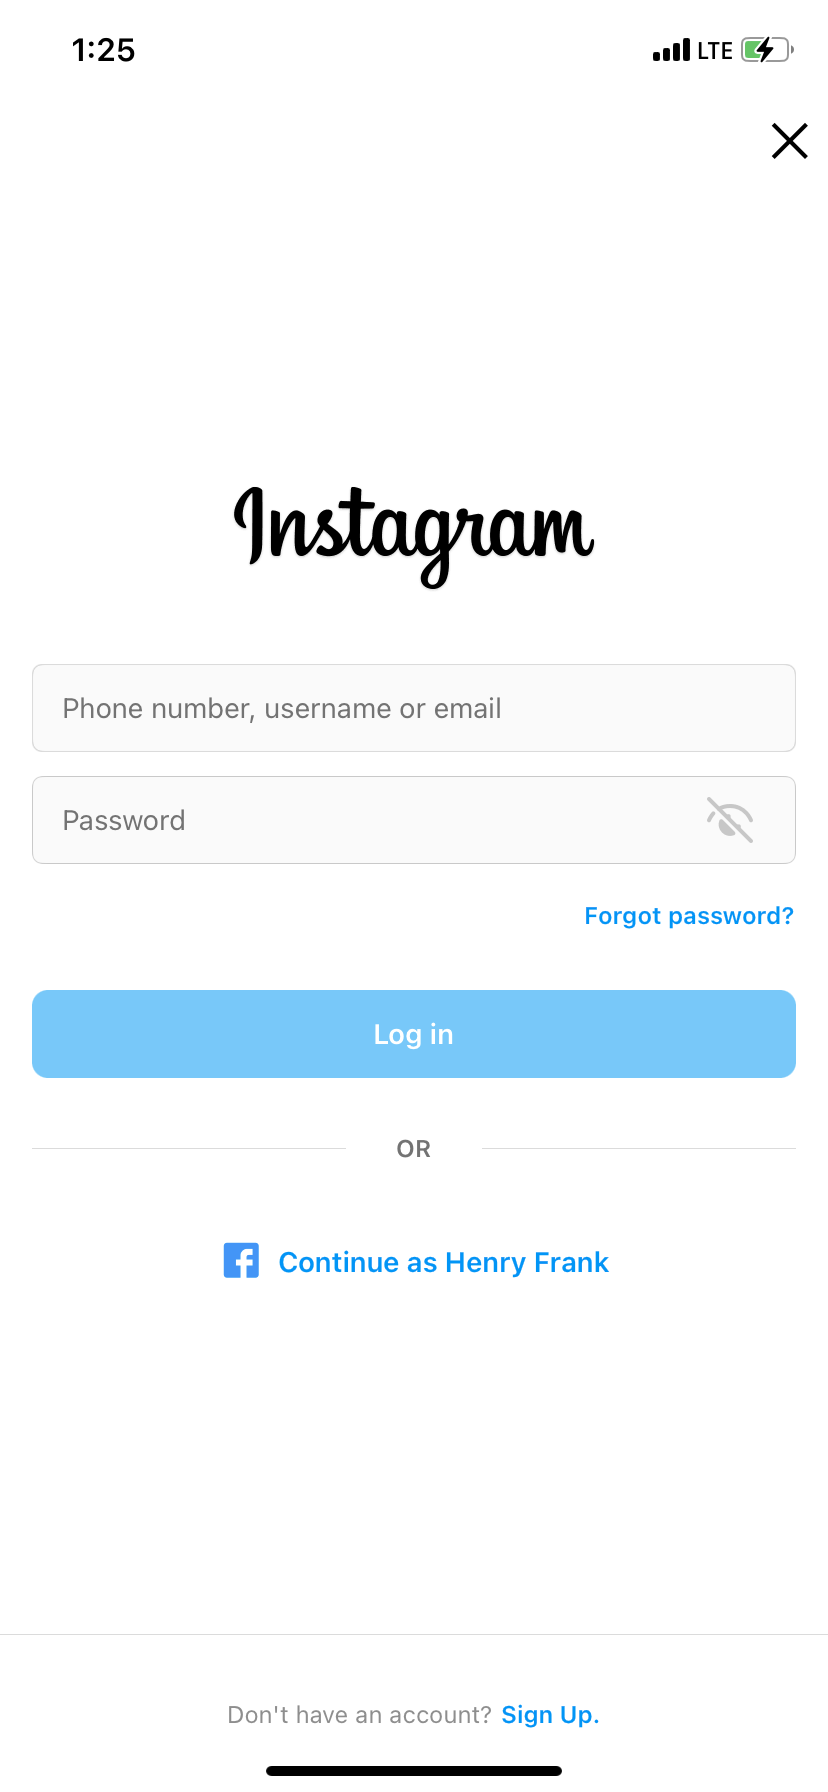 1:25
LTE
Instagram
Phone number, username or email
Password
Forgot password?
Log in
OR
Continue as Henry Frank
Don't have an account? Sign Up.